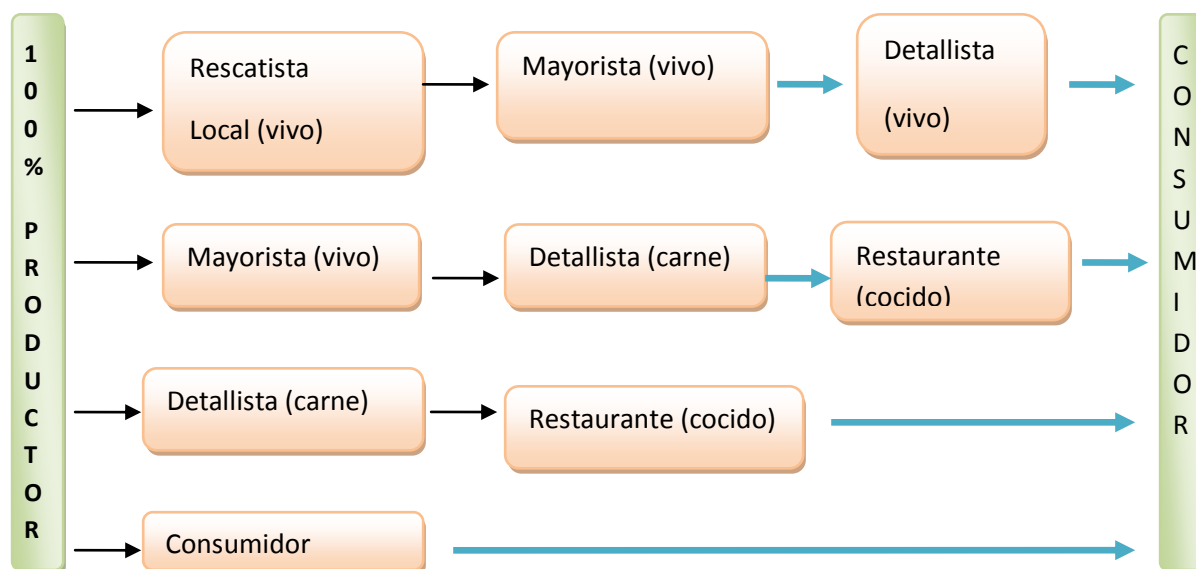 100% PRODUCTOR
Rescatista
Local (vivo)
Mayorista (vivo)
Detallista
(vivo)
Mayorista (vivo)
Detallista (carne)
Restaurante
(cocido)
Detallista (carne)
Restaurante (cocido)
Consumidor
CONSUMIDOR